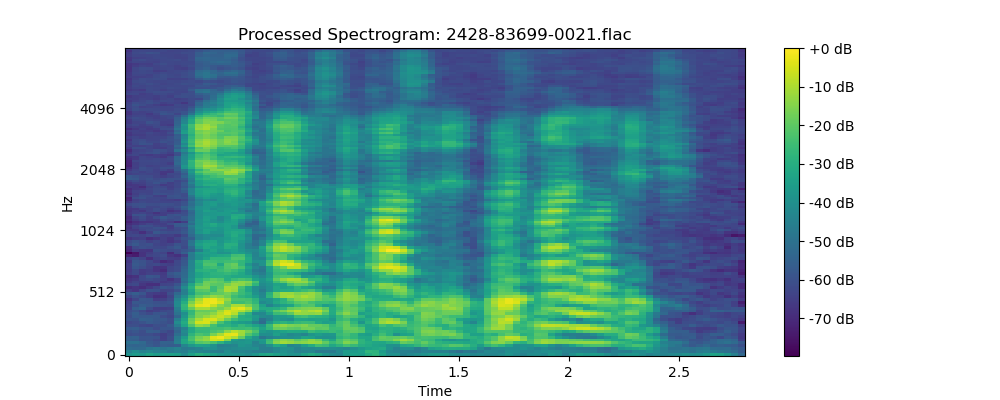 Processed Spectrogram: 2428-83699-0021.flac
+0 dB
4096
-10 dB
-20 dB
2048
-30 dB
Hz
1024
-40 dB
-50 dB
512
-60 dB
-70 dB
0
0 0.5 1 1.5 2 2.5
Time